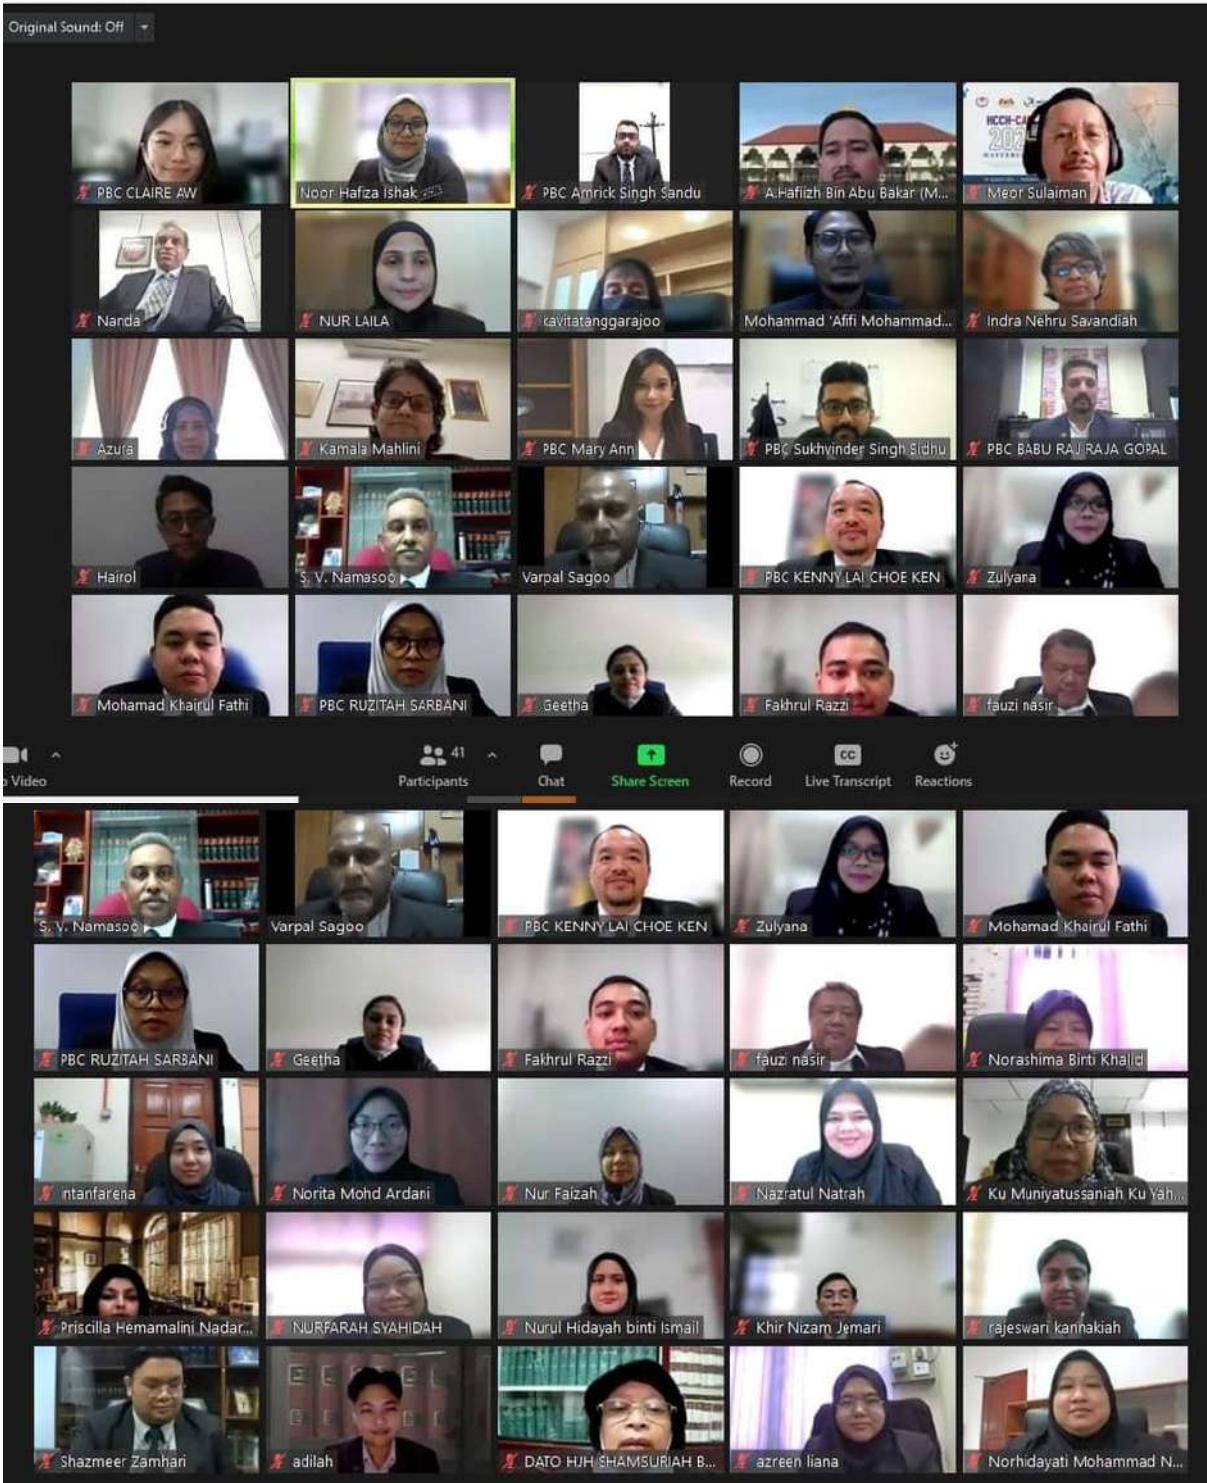 Original Sound: Off
PBC CLAIRE AW
Noor Hafiza Ishak
PBC Amrick Singh Sandu
A.Hafiizh Bin Abu Bakar (M...
HCCH-CA
202
Meor Sulaiman
Nanda
NUR LAILA
kavitatanggarajoo
Mohammad 'Afifi Mohammad...
Indra Nehru Savandiah
Azura
Kamala Mahlini
PBC Mary Ann
PBC Sukhvinder Singh Sidhu
PBC BABU RAJ RAJA GOPAL
Hairol
S. V. Namasoo
Varpal Sagoo
PBC KENNY LAI CHOE KEN
Zulyana
Mohamad Khairul Fathi
PBC RUZITAH SARBANI
Geetha
Fakhrul Razzi
fauzi nasir
Video
41
Participants
Chat
Share Screen
Record
CC
Live Transcript
Reactions
S. V. Namasoo
Varpal Sagoo
PBC KENNY LAI CHOE KEN
Zulyana
Mohamad Khairul Fathi
PBC RUZITAH SARBANI
Geetha
Fakhrul Razzi
fauzi nasir
Norashima Binti Khalid
intanfarena
Norita Mohd Ardani
Nur Faizah
Nazratul Natrah
Ku Muniyatussaniah Ku Yah...
Priscilla Hemamalini Nadar...
NURFARAH SYAHIDAH
Nurul Hidayah binti Ismail
Khir Nizam Jemari
rajeswari kannakiah
Shazmeer Zamhari
adilah
DATO HJH SHAMSURIAH B...
azreen liana
Norhidayati Mohammad N...